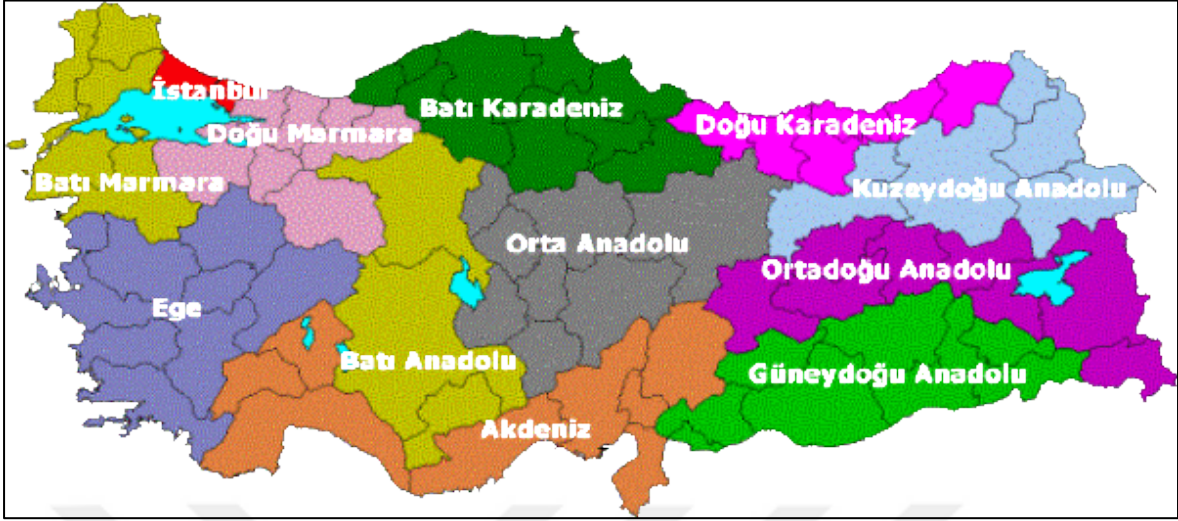 İstanbul
Batı Karadeniz
Doğu Karadeniz
Doğu Marmara
Batı Marmara
Kuzeydoğu Anadolu
Orta Anadolu
Ortadoğu Anadolu
Ege
Batı Anadolu
Güneydoğu Anadolu
Akdeniz